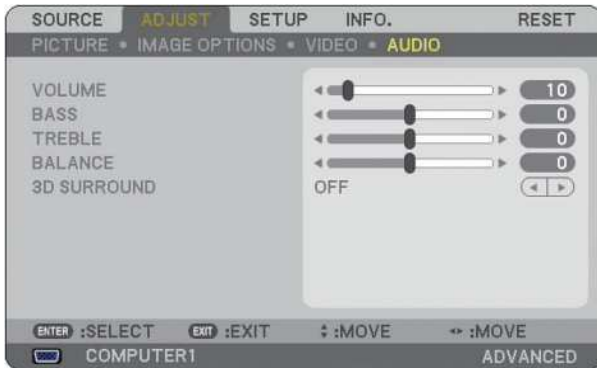 SOURCE ADJUST SETUP INFO. RESET
PICTURE • IMAGE OPTIONS • VIDEO • AUDIO
VOLUME 10
BASS 0
TREBLE 0
BALANCE 0
3D SURROUND OFF
ENTER :SELECT EXIT :EXIT :MOVE :MOVE
COMPUTER1 ADVANCED